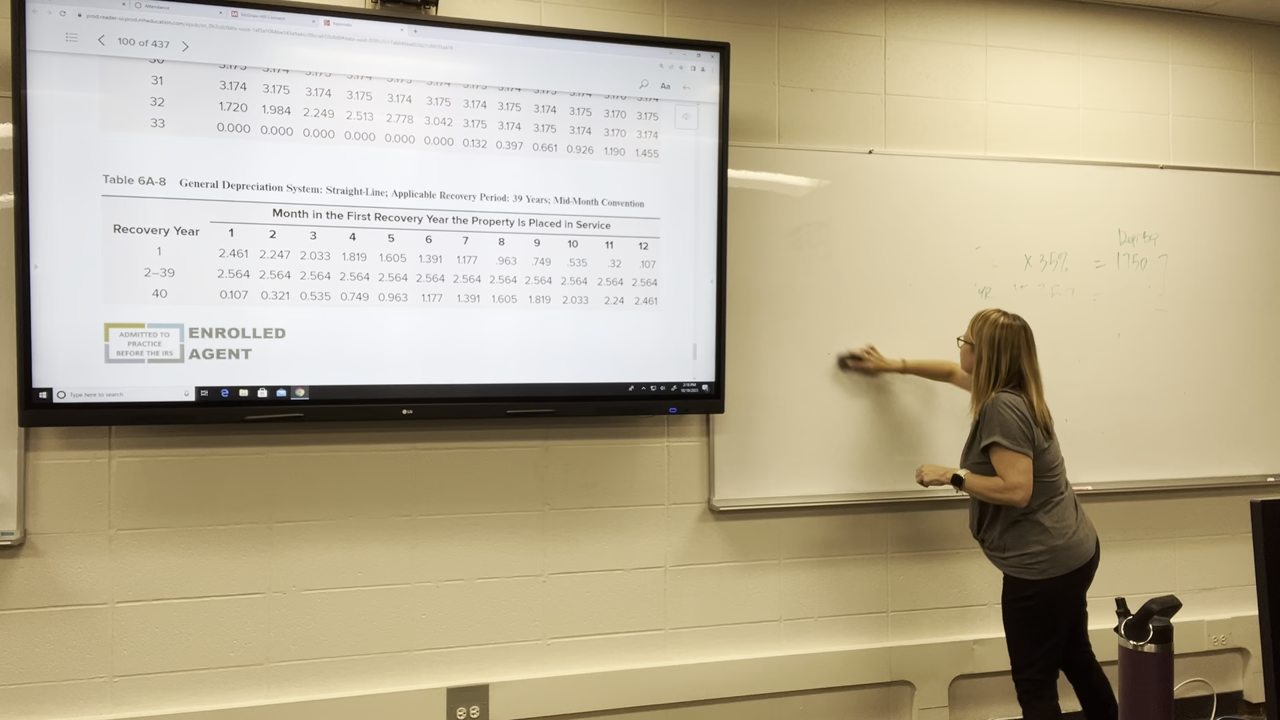 Attendance
McGraw Hill Connect
100 of 437
Aa
31 3.174 3.175 3.174 3.175 3.174 3.175 3.174 3.175 3.174 3.175 3.170 3.175
32 1.720 1.984 2.249 2.513 2.778 3.042 3.175 3.174 3.175 3.174 3.170 3.174
33 0.000 0.000 0.000 0.000 0.000 0.000 0.132 0.397 0.661 0.926 1.190 1.455
Table 6A-8 General Depreciation System: Straight-Line; Applicable Recovery Period: 39 Years; Mid-Month Convention
Month in the First Recovery Year the Property Is Placed in Service
Recovery Year 1 2 3 4 5 6 7 8 9 10 11 12
1 2.461 2.247 2.033 1.819 1.605 1.391 1.177 .963 .749 .535 .32 .107
2–39 2.564 2.564 2.564 2.564 2.564 2.564 2.564 2.564 2.564 2.564 2.564 2.564
40 0.107 0.321 0.535 0.749 0.963 1.177 1.391 1.605 1.819 2.033 2.24 2.461
ADMITTED TO
PRACTICE
BEFORE THE IRS
ENROLLED
AGENT
Type here to search
LG
x 35% = 1750